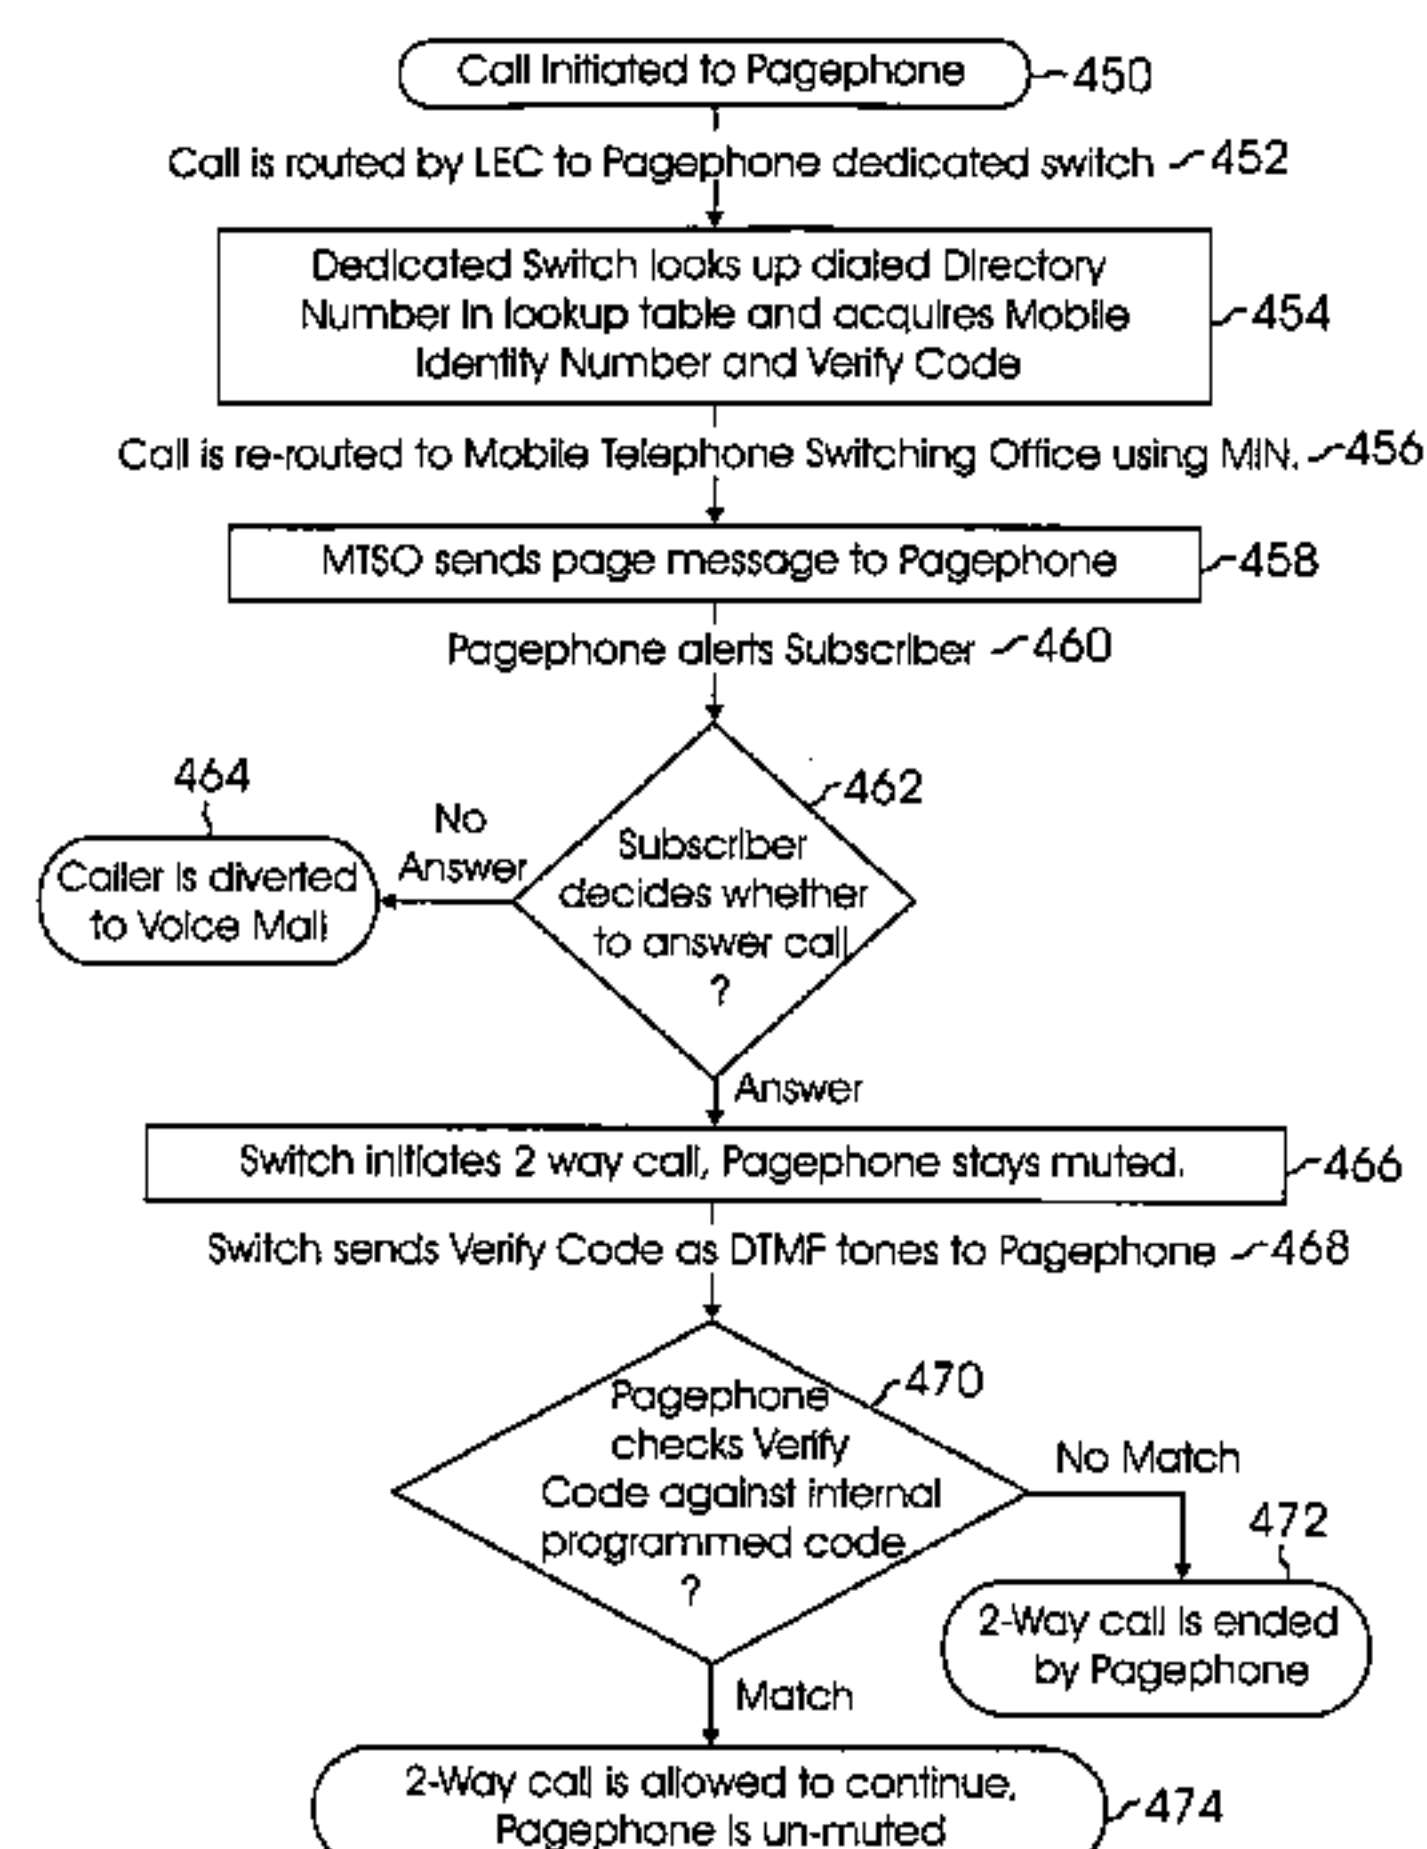 Call Initiated to Pagephone
450
Call is routed by LEC to Pagephone dedicated switch
452
Dedicated Switch looks up dialed Directory
Number in lookup table and acquires Mobile
Identity Number and Verify Code
454
Call is re-routed to Mobile Telephone Switching Office using MIN.
456
MTSO sends page message to Pagephone
458
Pagephone alerts Subscriber
460
462
Subscriber
decides whether
to answer call
?
No
Answer
464
Caller is diverted
to Voice Mail
Answer
Switch initiates 2 way call, Pagephone stays muted.
466
Switch sends Verify Code as DTMF tones to Pagephone
468
Pagephone
checks Verify
Code against internal
programmed code
?
470
No Match
472
2-Way call is ended
by Pagephone
Match
2-Way call is allowed to continue.
Pagephone is un-muted
474